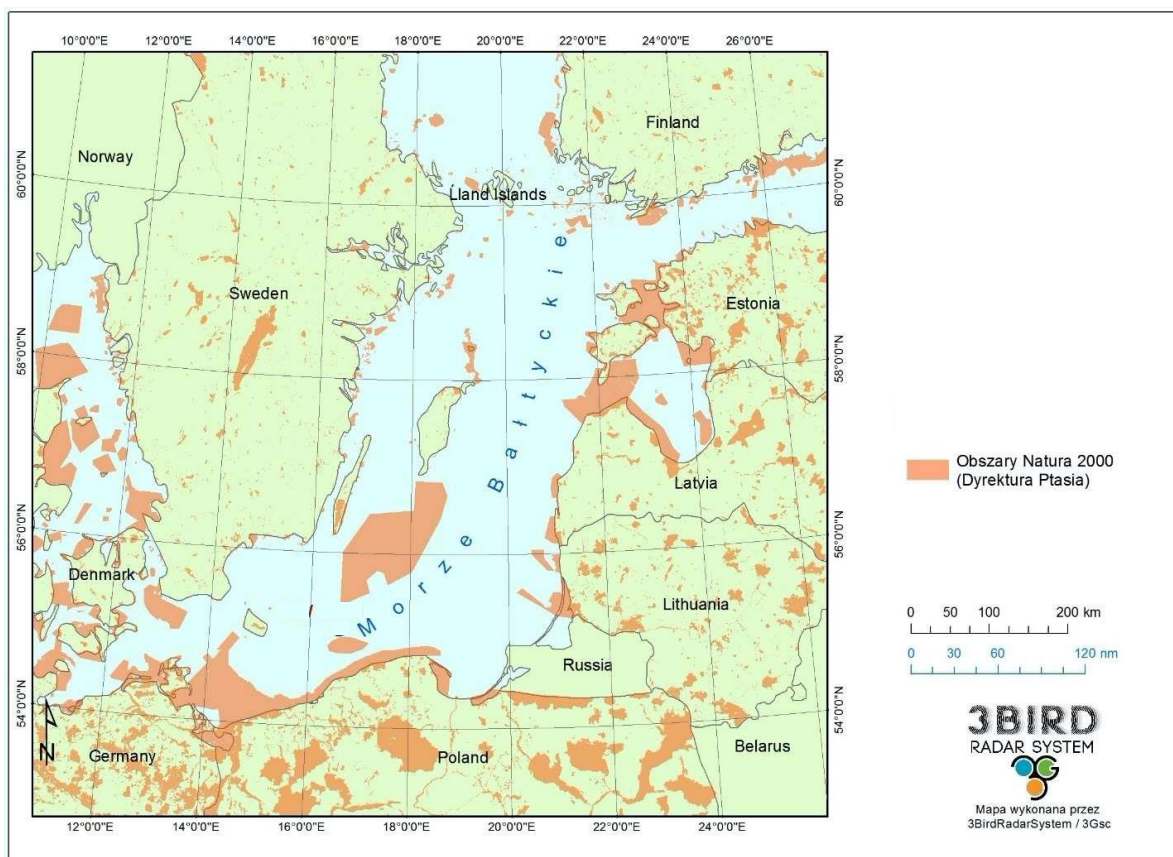 10°0'0"E 12°0'0"E 14°0'0"E 16°0'0"E 18°0'0"E 20°0'0"E 22°0'0"E 24°0'0"E 26°0'0"E
Finland
Norway
60°0'0"N
60°0'0"N
Lland Islands
Sweden
Estonia
58°0'0"N
58°0'0"N
Morze Bałtyckie
Obszary Natura 2000
(Dyrektura Ptasia)
Latvia
56°0'0"N
56°0'0"N
Denmark
Lithuania
0 50 100 200 km
0 30 60 120 nm
Russia
54°0'0"N
54°0'0"N
N
Germany
Poland
Belarus
3BIRD
RADAR SYSTEM
3G
Mapa wykonana przez
3BirdRadarSystem / 3Gsc
12°0'0"E 14°0'0"E 16°0'0"E 18°0'0"E 20°0'0"E 22°0'0"E 24°0'0"E